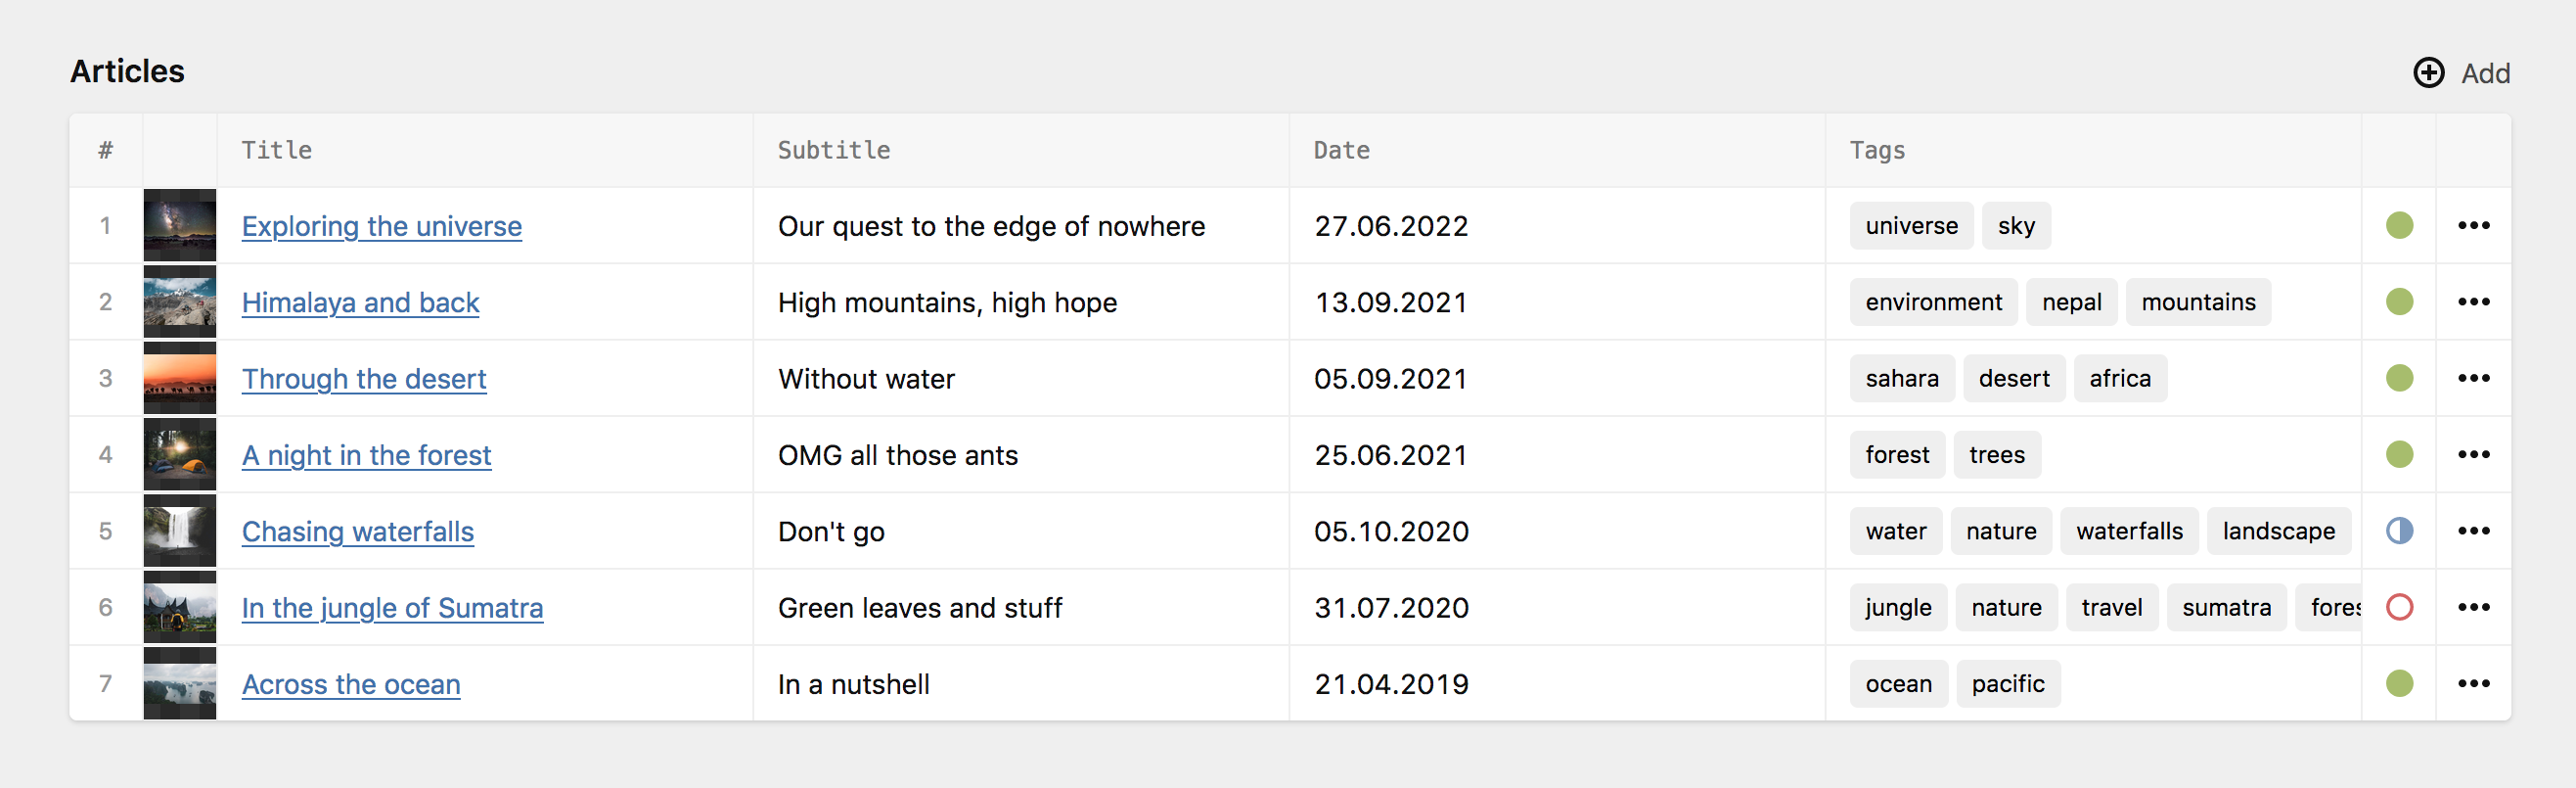 Articles
Add
# Title Subtitle Date Tags
1 Exploring the universe Our quest to the edge of nowhere 27.06.2022 universe sky
2 Himalaya and back High mountains, high hope 13.09.2021 environment nepal mountains
3 Through the desert Without water 05.09.2021 sahara desert africa
4 A night in the forest OMG all those ants 25.06.2021 forest trees
5 Chasing waterfalls Don't go 05.10.2020 water nature waterfalls landscape
6 In the jungle of Sumatra Green leaves and stuff 31.07.2020 jungle nature travel sumatra
7 Across the ocean In a nutshell 21.04.2019 ocean pacific